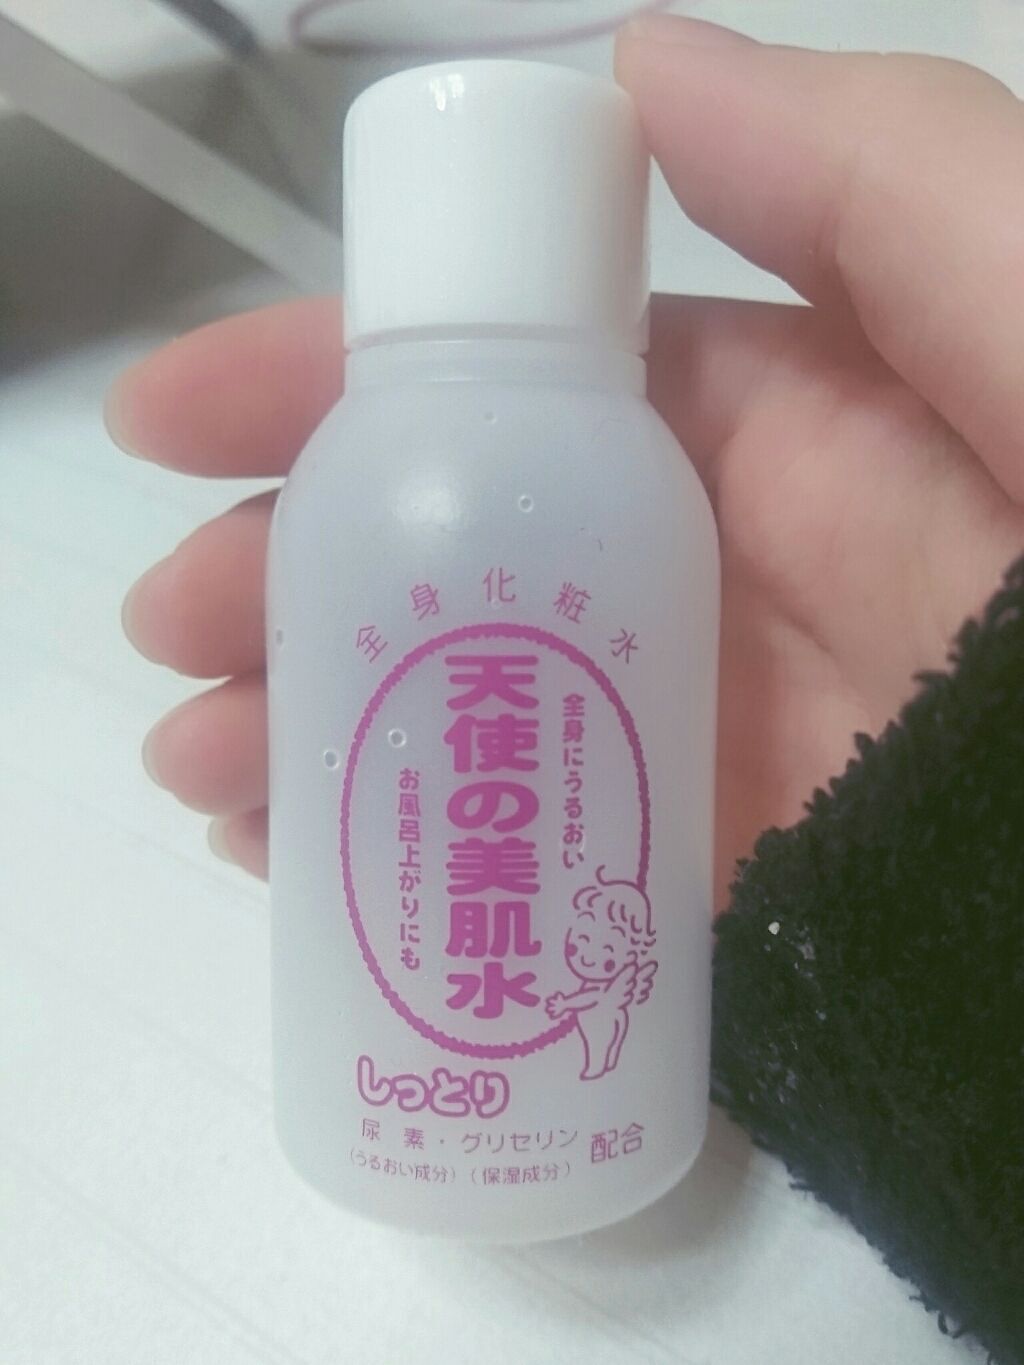 全身化粧水
全身にうるおい
天使の美肌水
お風呂上がりにも
しっとり
尿素・グリセリン配合
(うるおい成分)(保湿成分)